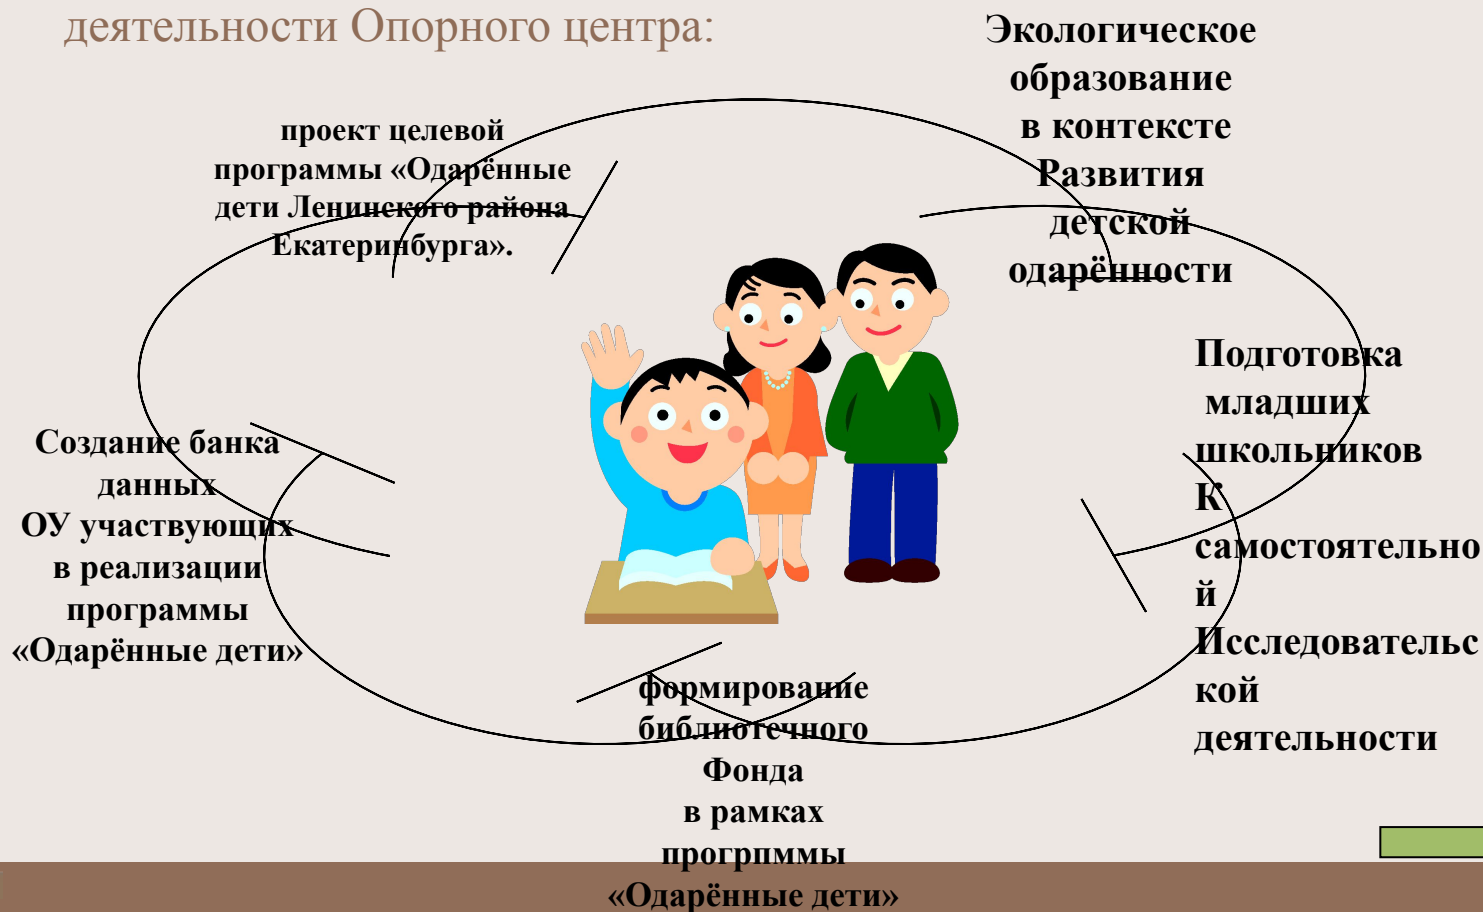 деятельности Опорного центра:
Экологическое
образование
в контексте
Развития
детской
одарённости
проект целевой
программы «Одарённые
дети Ленинского района
Екатеринбурга».
Подготовка
младших
школьников
К
самостоятельно
й
Исследовательс
кой
деятельности
Создание банка
данных
ОУ участвующих
в реализации
программы
«Одарённые дети»
формирование
библиотечного
Фонда
в рамках
прогрпммы
«Одарённые дети»